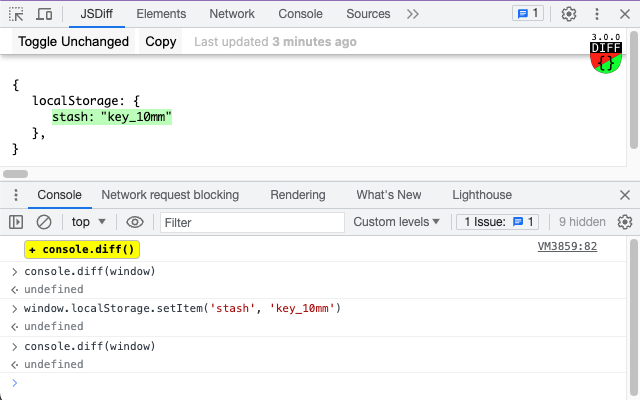 JSDiff Elements Network Console Sources 1
Toggle Unchanged Copy Last updated 3 minutes ago
3.0.0
DIFF
{}
{
localStorage: {
stash: "key_10mm"
},
}
Console Network request blocking Rendering What's New Lighthouse
top Filter Custom levels 1 Issue: 1 9 hidden
+ console.diff() VM3859:82
console.diff(window)
undefined
window.localStorage.setItem('stash', 'key_10mm')
undefined
console.diff(window)
undefined